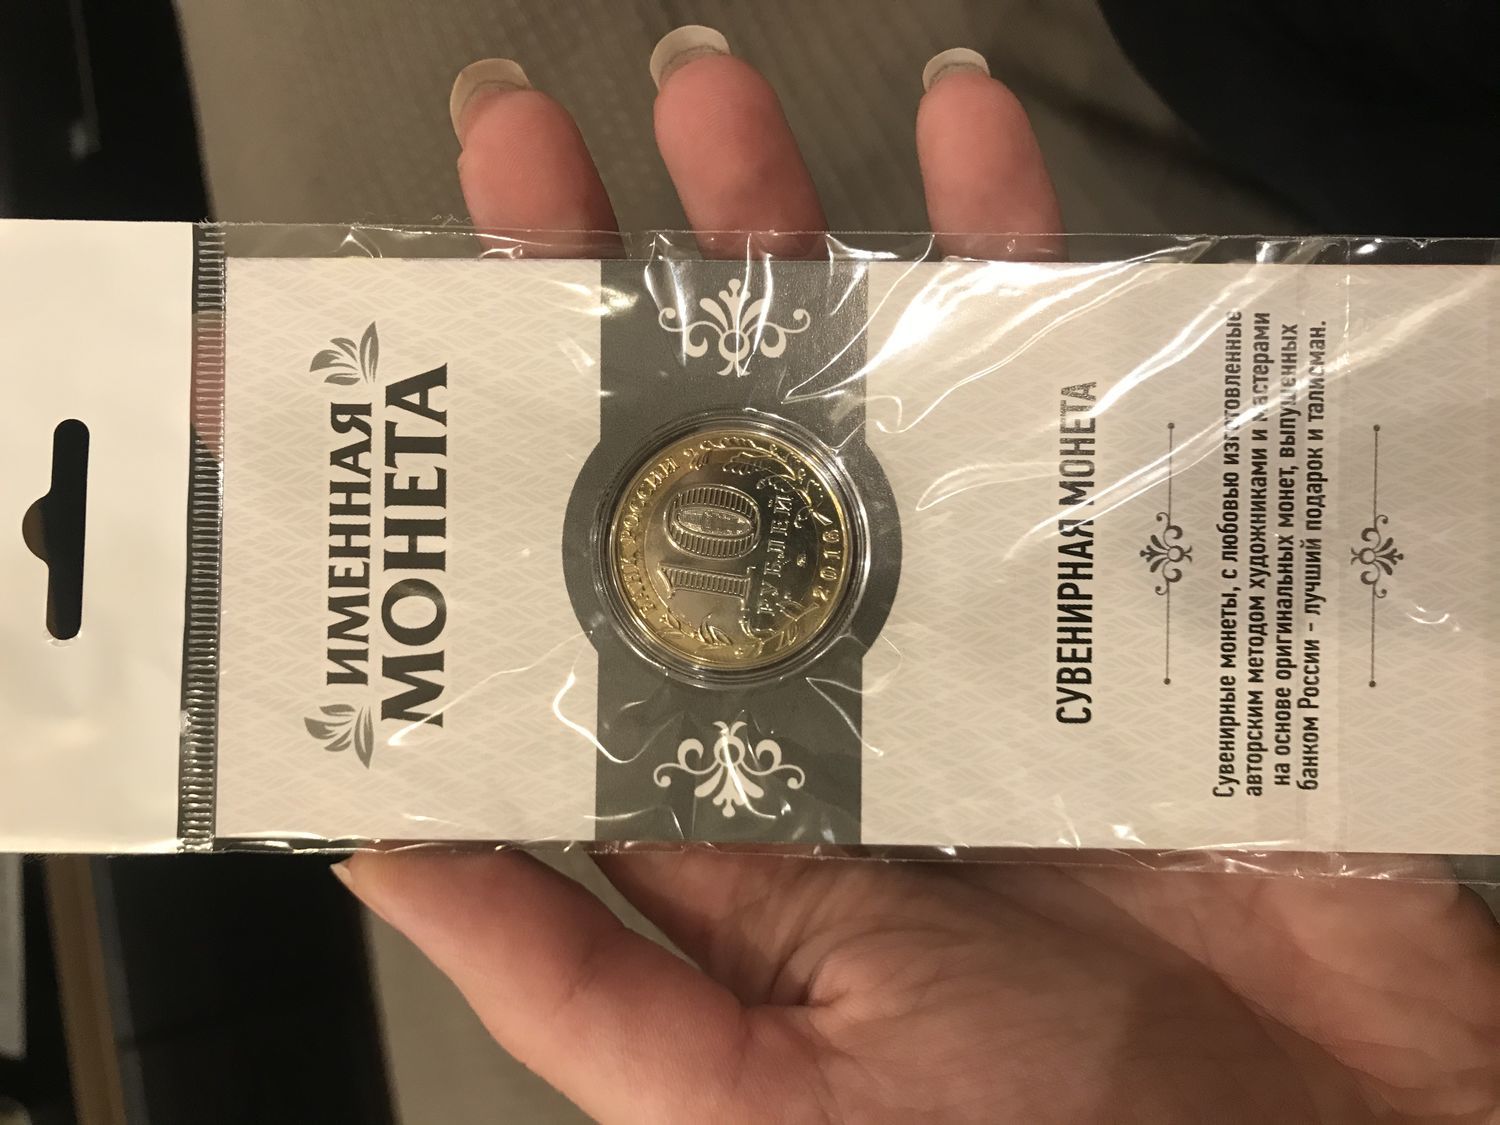 ИМЕННАЯ
МОНЕТА
БАНК РОССИИ
10
РУБЛЕЙ
2016
СУВЕНИРНАЯ МОНЕТА
Сувенирные монеты, с любовью изготовленные
авторским методом художниками и мастерами
на основе оригинальных монет, выпущенных
банком России – лучший подарок и талисман.